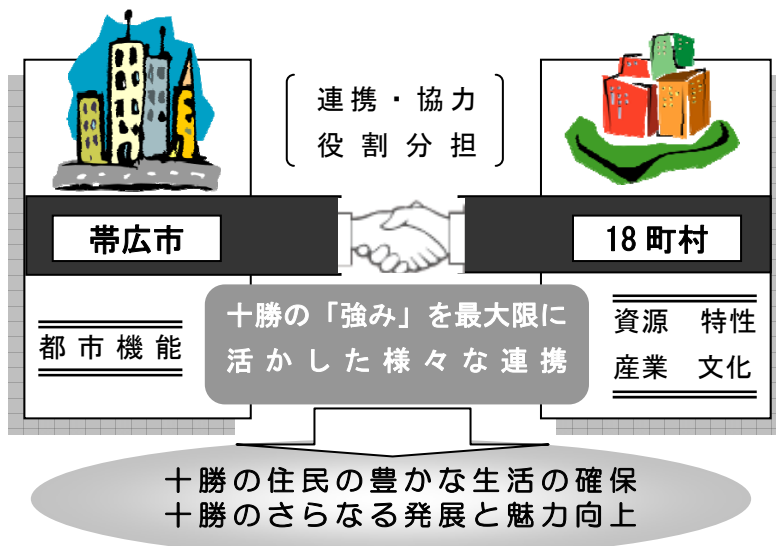 連携・協力
役割分担
帯広市
18町村
十勝の「強み」を最大限に
活かした様々な連携
都市機能
資源　特性
産業　文化
十勝の住民の豊かな生活の確保
十勝のさらなる発展と魅力向上